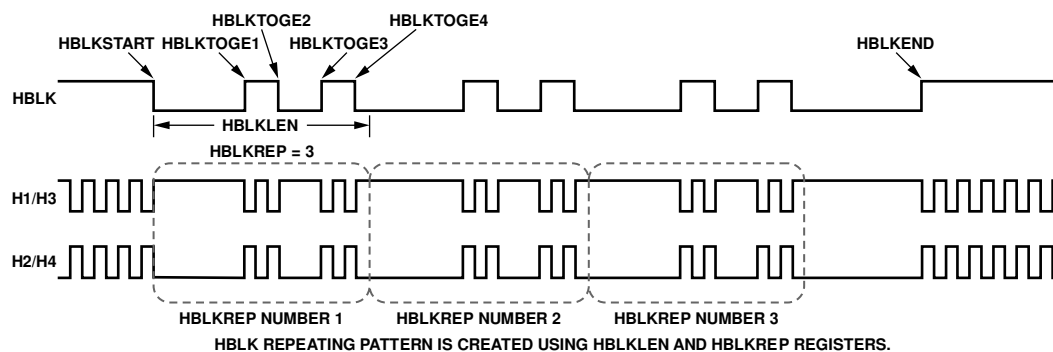 HBLKTOGE2
HBLKTOGE4
HBLKSTART HBLKTOGE1 HBLKTOGE3 HBLKEND
HBLK
HBLKLEN
HBLKREP = 3
H1/H3
H2/H4
HBLKREP NUMBER 1 HBLKREP NUMBER 2 HBLKREP NUMBER 3
HBLK REPEATING PATTERN IS CREATED USING HBLKLEN AND HBLKREP REGISTERS.